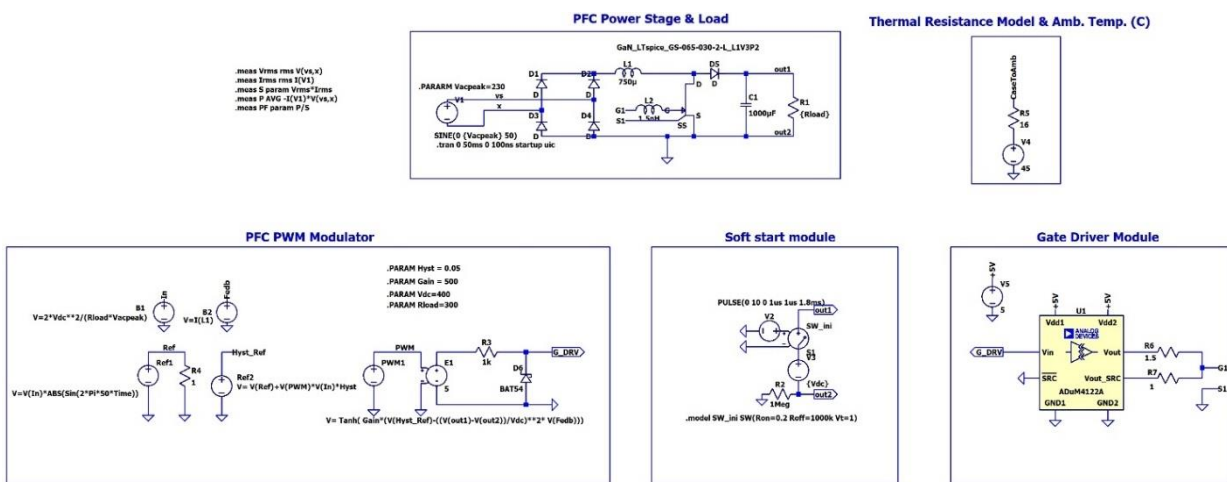 PFC Power Stage & Load
Thermal Resistance Model & Amb. Temp. (C)
GaN_LTspice_GS-065-030-2-L_L1V3P2
.meas Vrms rms V(vs,x)
.meas Irms rms I(V1)
.meas S param Vrms*Irms
.meas P AVG -I(V1)*V(vs,x)
.meas PF param P/S
.PARARM Vacpeak=230
V1
vs
x
SINE(0 {Vacpeak} 50)
.tran 0 50ms 0 100ns startup uic
D1
D
D2
D
D3
D
D4
D
L1
750µ
L2
1.5nH
G1
S1
G
D
S
S5
D5
D
C1
1000µF
out1
R1
{Rload}
out2
CaseToAmb
R5
16
V4
45
PFC PWM Modulator
.PARAM Hyst = 0.05
.PARAM Gain = 500
.PARAM Vdc=400
.PARAM Rload=300
In
B1
V=2*Vdc**2/(Rload*Vacpeak)
Fedb
B2
V=I(L1)
Ref
Ref1
R4
1
V=V(In)*ABS(Sin(2*Pi*50*Time))
Hyst_Ref
Ref2
V= V(Ref)+V(PWM)*V(In)*Hyst
PWM
PWM1
E1
5
R3
1k
D6
BAT54
G_DRV
V= Tanh( Gain*(V(Hyst_Ref)-((V(out1)-V(out2))/Vdc)**2* V(Fedb)))
Soft start module
PULSE(0 10 0 1us 1us 1.8ms)
out1
V2
SW_ini
S1
V3
{Vdc}
R2
1Meg
out2
.model SW_ini SW(Ron=0.2 Roff=1000k Vt=1)
Gate Driver Module
+5V
V5
5
+5V
+5V
U1
Vdd1
Vdd2
ANALOG
DEVICES
G_DRV
Vin
Vout
SRC
Vout_SRC
ADuM4122A
GND1
GND2
R6
1.5
R7
1
G1
S1